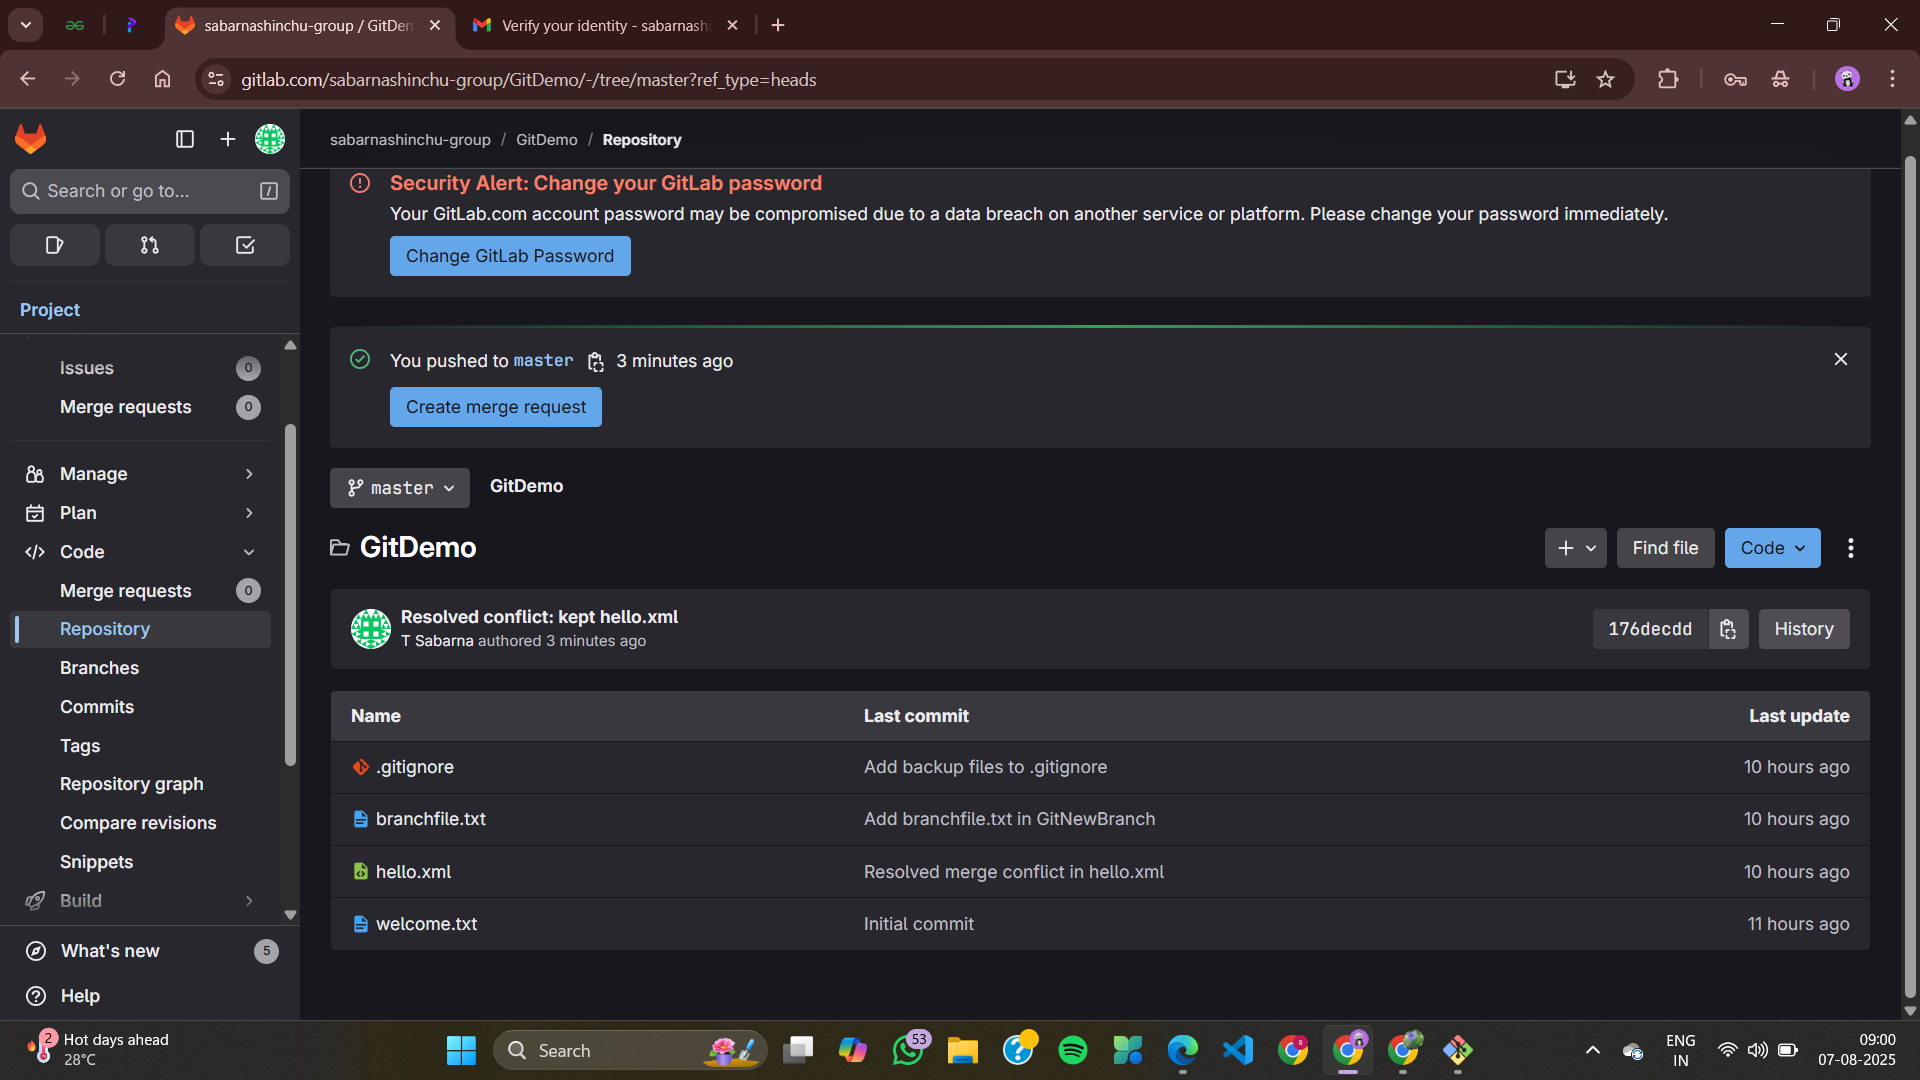 sabarnashinchu-group / GitDem
Verify your identity - sabarnash
gitlab.com/sabarnashinchu-group/GitDemo/-/tree/master?ref_type=heads
sabarnashinchu-group / GitDemo / Repository
Search or go to...
/
Project
Issues 0
Merge requests 0
Manage
Plan
Code
Merge requests 0
Repository
Branches
Commits
Tags
Repository graph
Compare revisions
Snippets
Build
What's new 5
Help
Security Alert: Change your GitLab password
Your GitLab.com account password may be compromised due to a data breach on another service or platform. Please change your password immediately.
Change GitLab Password
You pushed to master 3 minutes ago
Create merge request
master GitDemo
GitDemo
Find file Code
Resolved conflict: kept hello.xml
T Sabarna authored 3 minutes ago
176decdd History
Name Last commit Last update
.gitignore Add backup files to .gitignore 10 hours ago
branchfile.txt Add branchfile.txt in GitNewBranch 10 hours ago
hello.xml Resolved merge conflict in hello.xml 10 hours ago
welcome.txt Initial commit 11 hours ago
2
Hot days ahead
28°C
Search
53
ENG
IN
09:00
07-08-2025